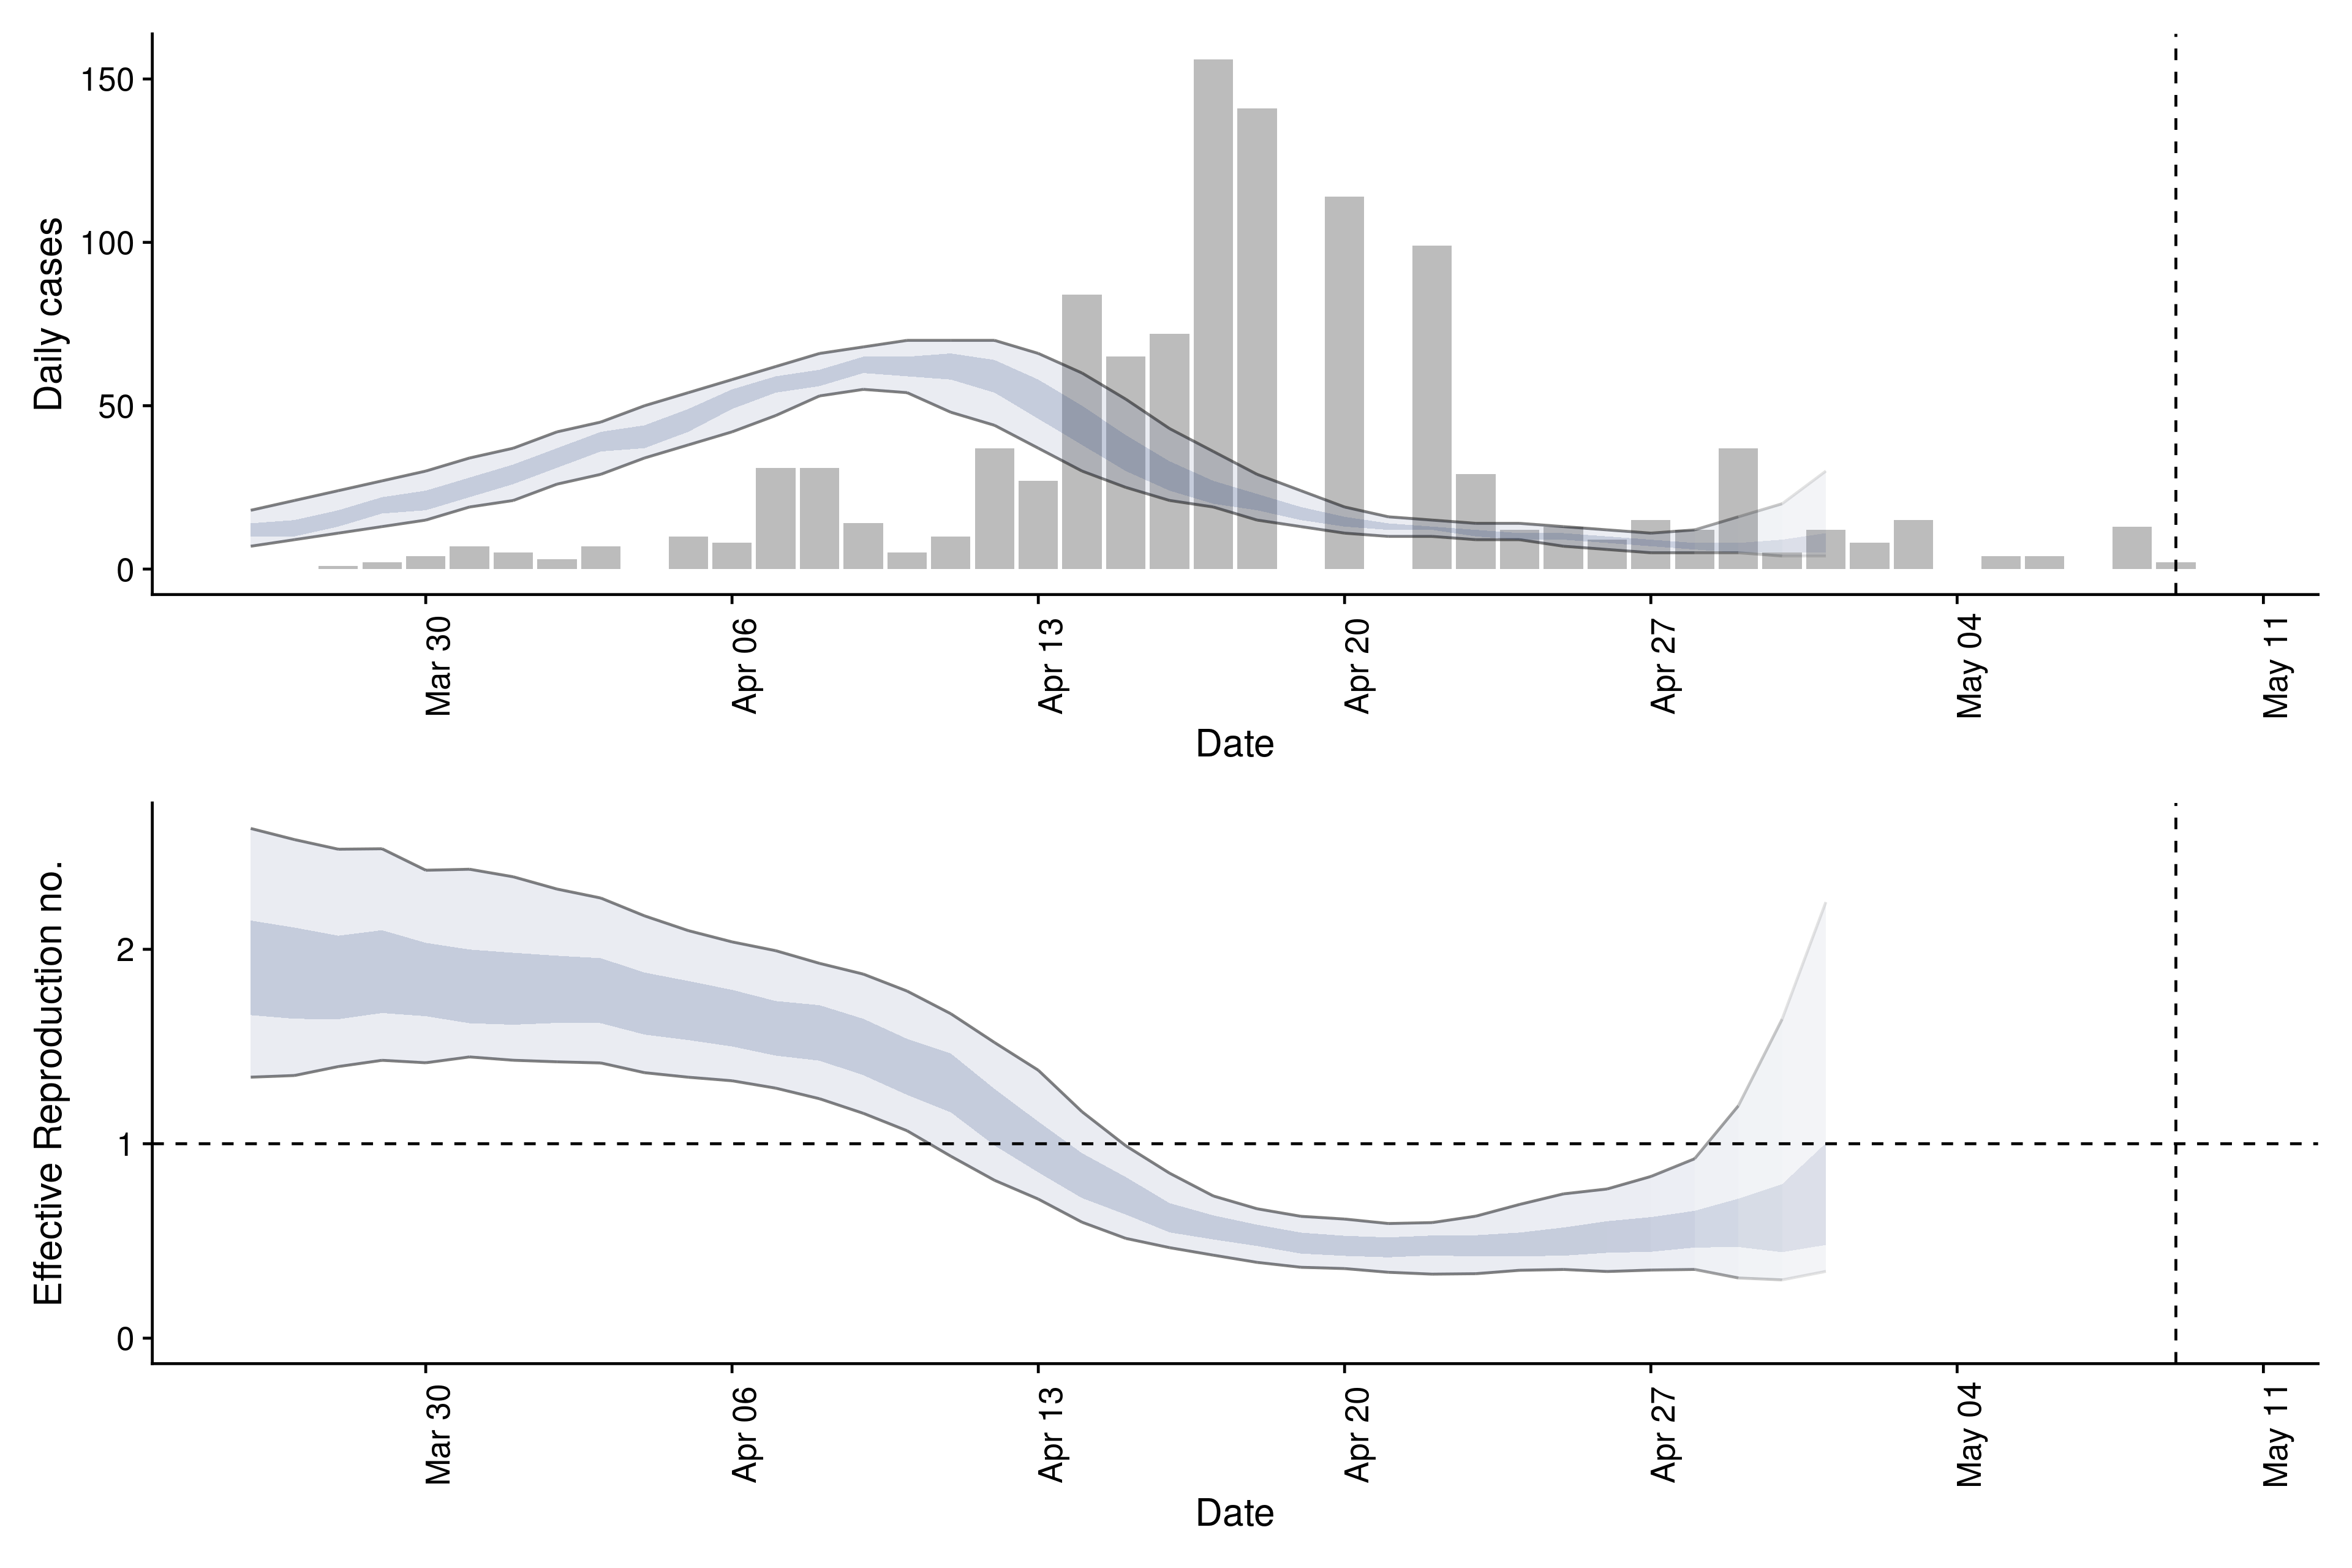 Daily cases
150
100
50
0
Mar 30
Apr 06
Apr 13
Apr 20
Apr 27
May 04
May 11
Date
Effective Reproduction no.
2
1
0
Mar 30
Apr 06
Apr 13
Apr 20
Apr 27
May 04
May 11
Date